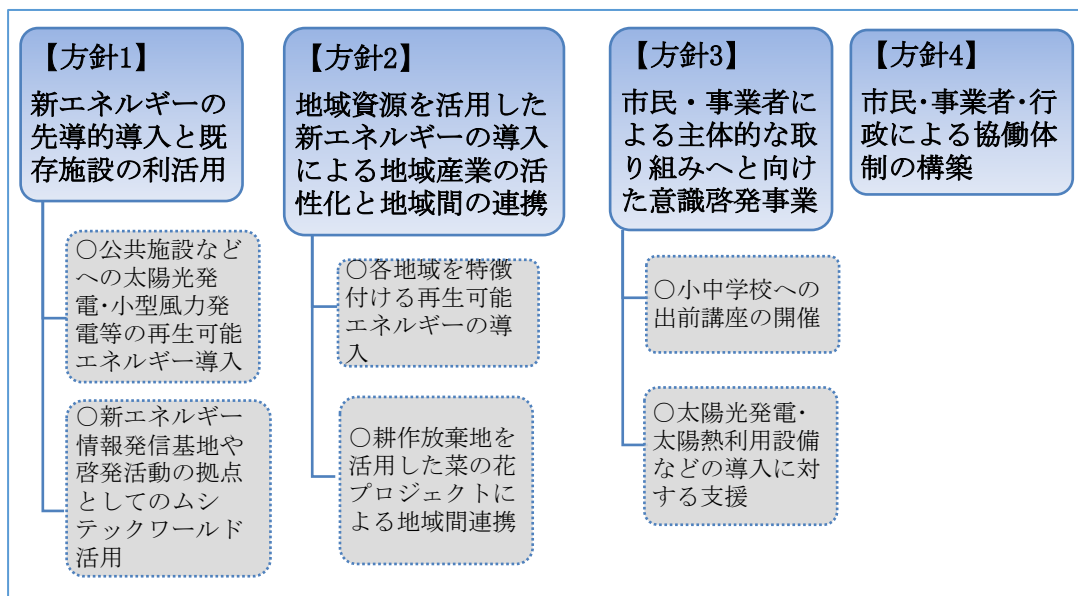 【方針1】
新エネルギーの
先導的導入と既
存施設の利活用
○公共施設など
への太陽光発
電･小型風力発
電等の再生可能
エネルギー導入
○新エネルギー
情報発信基地や
啓発活動の拠点
としてのムシ
テックワールド
活用
【方針2】
地域資源を活用した
新エネルギーの導入
による地域産業の活
性化と地域間の連携
○各地域を特徴
付ける再生可能
エネルギーの導
入
○耕作放棄地を
活用した菜の花
プロジェクトに
よる地域間連携
【方針3】
市民・事業者に
よる主体的な取
り組みへと向け
た意識啓発事業
○小中学校への
出前講座の開催
○太陽光発電･
太陽熱利用設備
などの導入に対
する支援
【方針4】
市民･事業者･行
政による協働体
制の構築